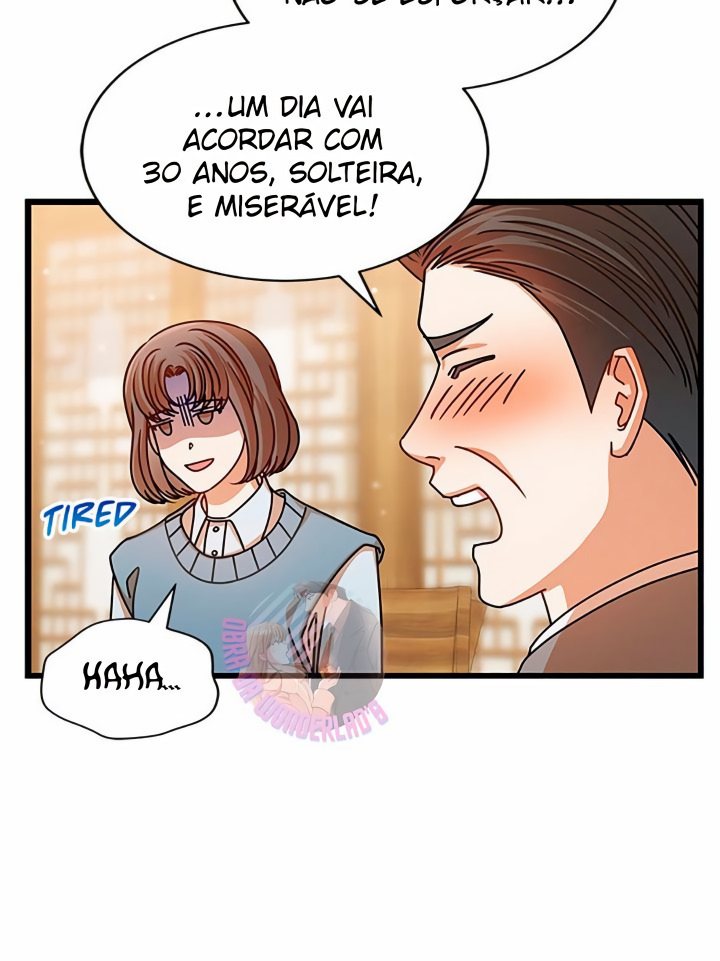 ...UM DIA VAI
ACORDAR COM
30 ANOS, SOLTEIRA,
E MISERÁVEL!
TIRED
HAHA...